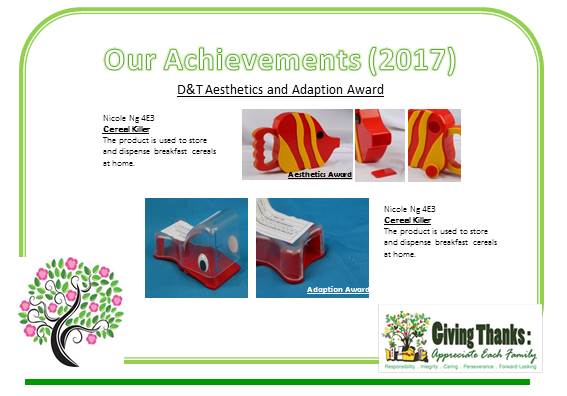 Our Achievements (2017)
D&T Aesthetics and Adaption Award
Nicole Ng 4E3
Cereal Killer
The product is used to store
and dispense breakfast cereals
at home.
Aesthetics Award
Nicole Ng 4E3
Cereal Killer
The product is used to store
and dispense breakfast cereals
at home.
Adaption Award
Giving Thanks:
Appreciate Each Family
Responsibility . Integrity . Caring . Perseverance . Forward Looking